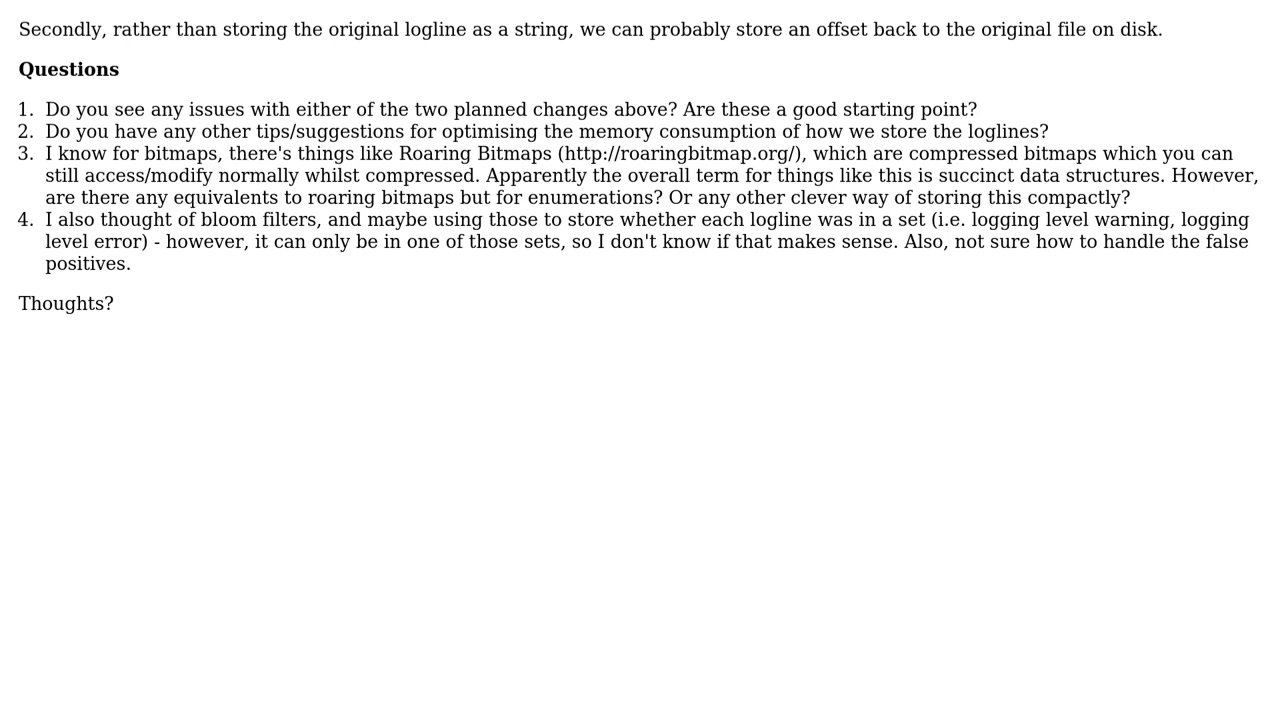 Secondly, rather than storing the original logline as a string, we can probably store an offset back to the original file on disk.
Questions
1. Do you see any issues with either of the two planned changes above? Are these a good starting point?
2. Do you have any other tips/suggestions for optimising the memory consumption of how we store the loglines?
3. I know for bitmaps, there's things like Roaring Bitmaps (http://roaringbitmap.org/), which are compressed bitmaps which you can
still access/modify normally whilst compressed. Apparently the overall term for things like this is succinct data structures. However,
are there any equivalents to roaring bitmaps but for enumerations? Or any other clever way of storing this compactly?
4. I also thought of bloom filters, and maybe using those to store whether each logline was in a set (i.e. logging level warning, logging
level error) - however, it can only be in one of those sets, so I don't know if that makes sense. Also, not sure how to handle the false
positives.
Thoughts?